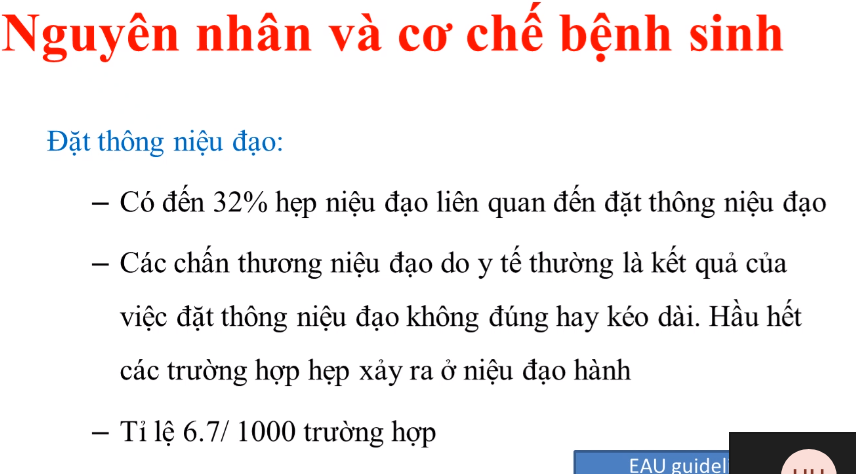 Nguyên nhân và cơ chế bệnh sinh
Đặt thông niệu đạo:
– Có đến 32% hẹp niệu đạo liên quan đến đặt thông niệu đạo
– Các chấn thương niệu đạo do y tế thường là kết quả của
việc đặt thông niệu đạo không đúng hay kéo dài. Hầu hết
các trường hợp hẹp xảy ra ở niệu đạo hành
– Tỉ lệ 6.7/ 1000 trường hợp
EAU